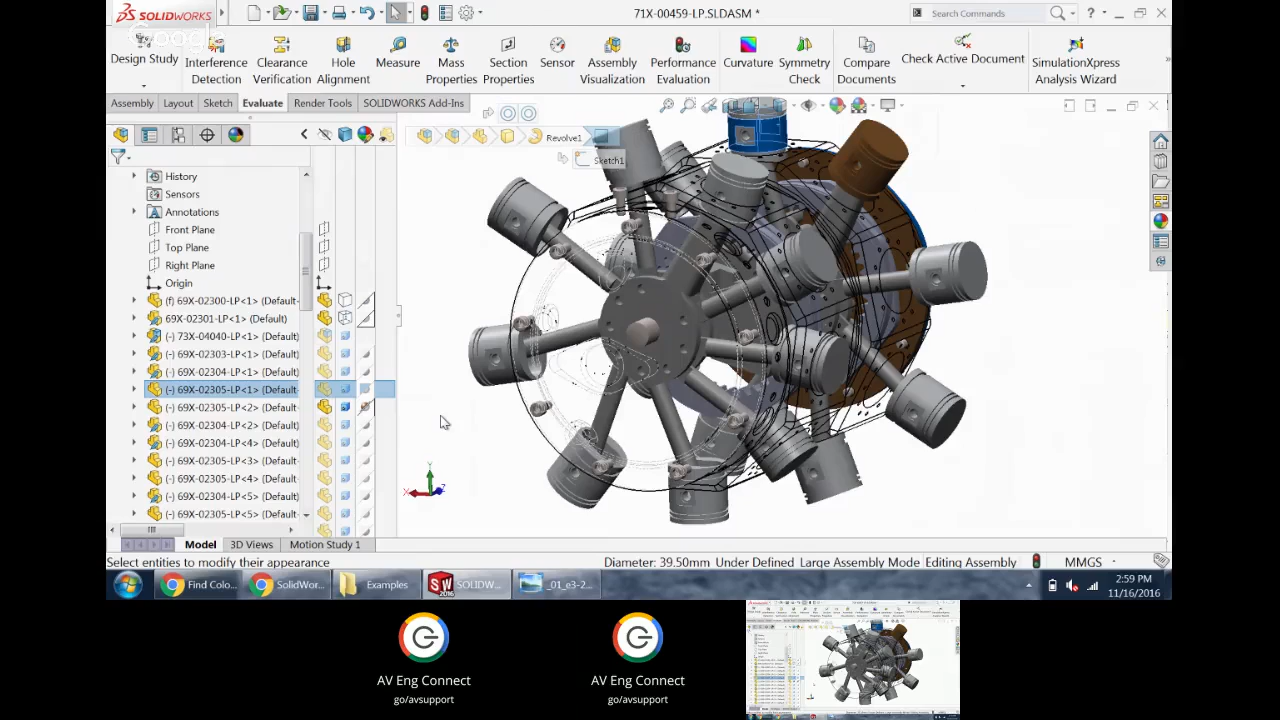 SOLIDWORKS
71X-00459-LP.SLDASM *
Search Commands
Google
Design Study
Interference Detection
Clearance Verification
Hole Alignment
Measure
Mass Properties
Section Properties
Sensor
Assembly Visualization
Performance Evaluation
Curvature
Symmetry Check
Compare Documents
Check Active Document
SimulationXpress Analysis Wizard
Assembly
Layout
Sketch
Evaluate
Render Tools
SOLIDWORKS Add-Ins
Revolve1
Sketch1
History
Sensors
Annotations
Front Plane
Top Plane
Right Plane
Origin
(f) 69X-02300-LP<1> (Default-
69X-02301-LP<1> (Default)
(-) 73X-04040-LP<1> (Default)
(-) 69X-02303-LP<1> (Default
(-) 69X-02304-LP<1> (Default
(-) 69X-02305-LP<1> (Default
(-) 69X-02305-LP<2> (Default
(-) 69X-02304-LP<2> (Default
(-) 69X-02304-LP<4> (Default
(-) 69X-02305-LP<3> (Default
(-) 69X-02305-LP<4> (Default
(-) 69X-02304-LP<5> (Default
(-) 69X-02305-LP<5> (Default
Y
X
Z
Model
3D Views
Motion Study 1
Select entities to modify their appearance
Diameter: 39.50mm
Under Defined
Large Assembly Mode
Editing Assembly
MMGS
Find Colo...
SolidWor...
Examples
SW 2016
SOLIDW...
_01_e3-2...
2:59 PM
11/16/2016
AV Eng Connect
go/avsupport
AV Eng Connect
go/avsupport